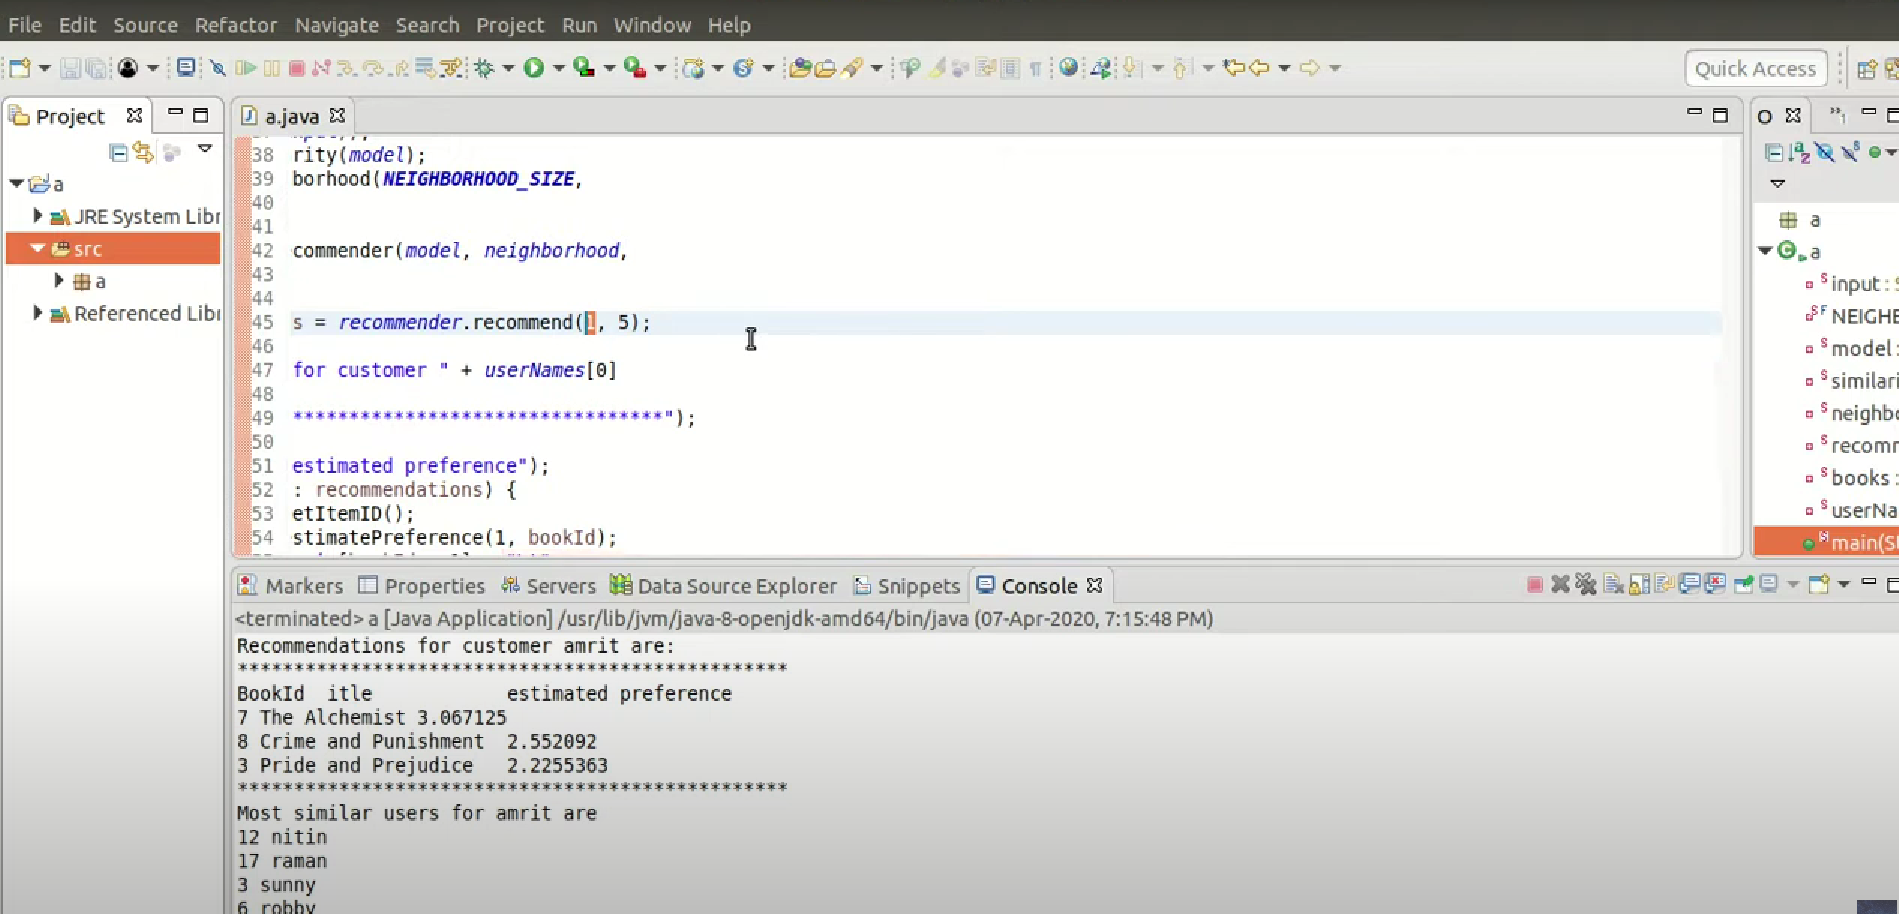 File Edit Source Refactor Navigate Search Project Run Window Help
Quick Access
Project
a.java
O
38 rity(model);
39 borhood(NEIGHBORHOOD_SIZE,
40
41
42 commender(model, neighborhood,
43
44
45 s = recommender.recommend(1, 5);
46
47 for customer " + userNames[0]
48
49 *********************************");
50
51 estimated preference");
52 : recommendations) {
53 etItemID();
54 stimatePreference(1, bookId);
a
JRE System Libr
src
a
Referenced Libr
a
a
input :
NEIGHB
model :
similari
neighbo
recomm
books :
userNa
main(St
Markers Properties Servers Data Source Explorer Snippets Console
<terminated> a [Java Application] /usr/lib/jvm/java-8-openjdk-amd64/bin/java (07-Apr-2020, 7:15:48 PM)
Recommendations for customer amrit are:
*************************************************
BookId itle estimated preference
7 The Alchemist 3.067125
8 Crime and Punishment 2.552092
3 Pride and Prejudice 2.2255363
*************************************************
Most similar users for amrit are
12 nitin
17 raman
3 sunny
6 robby